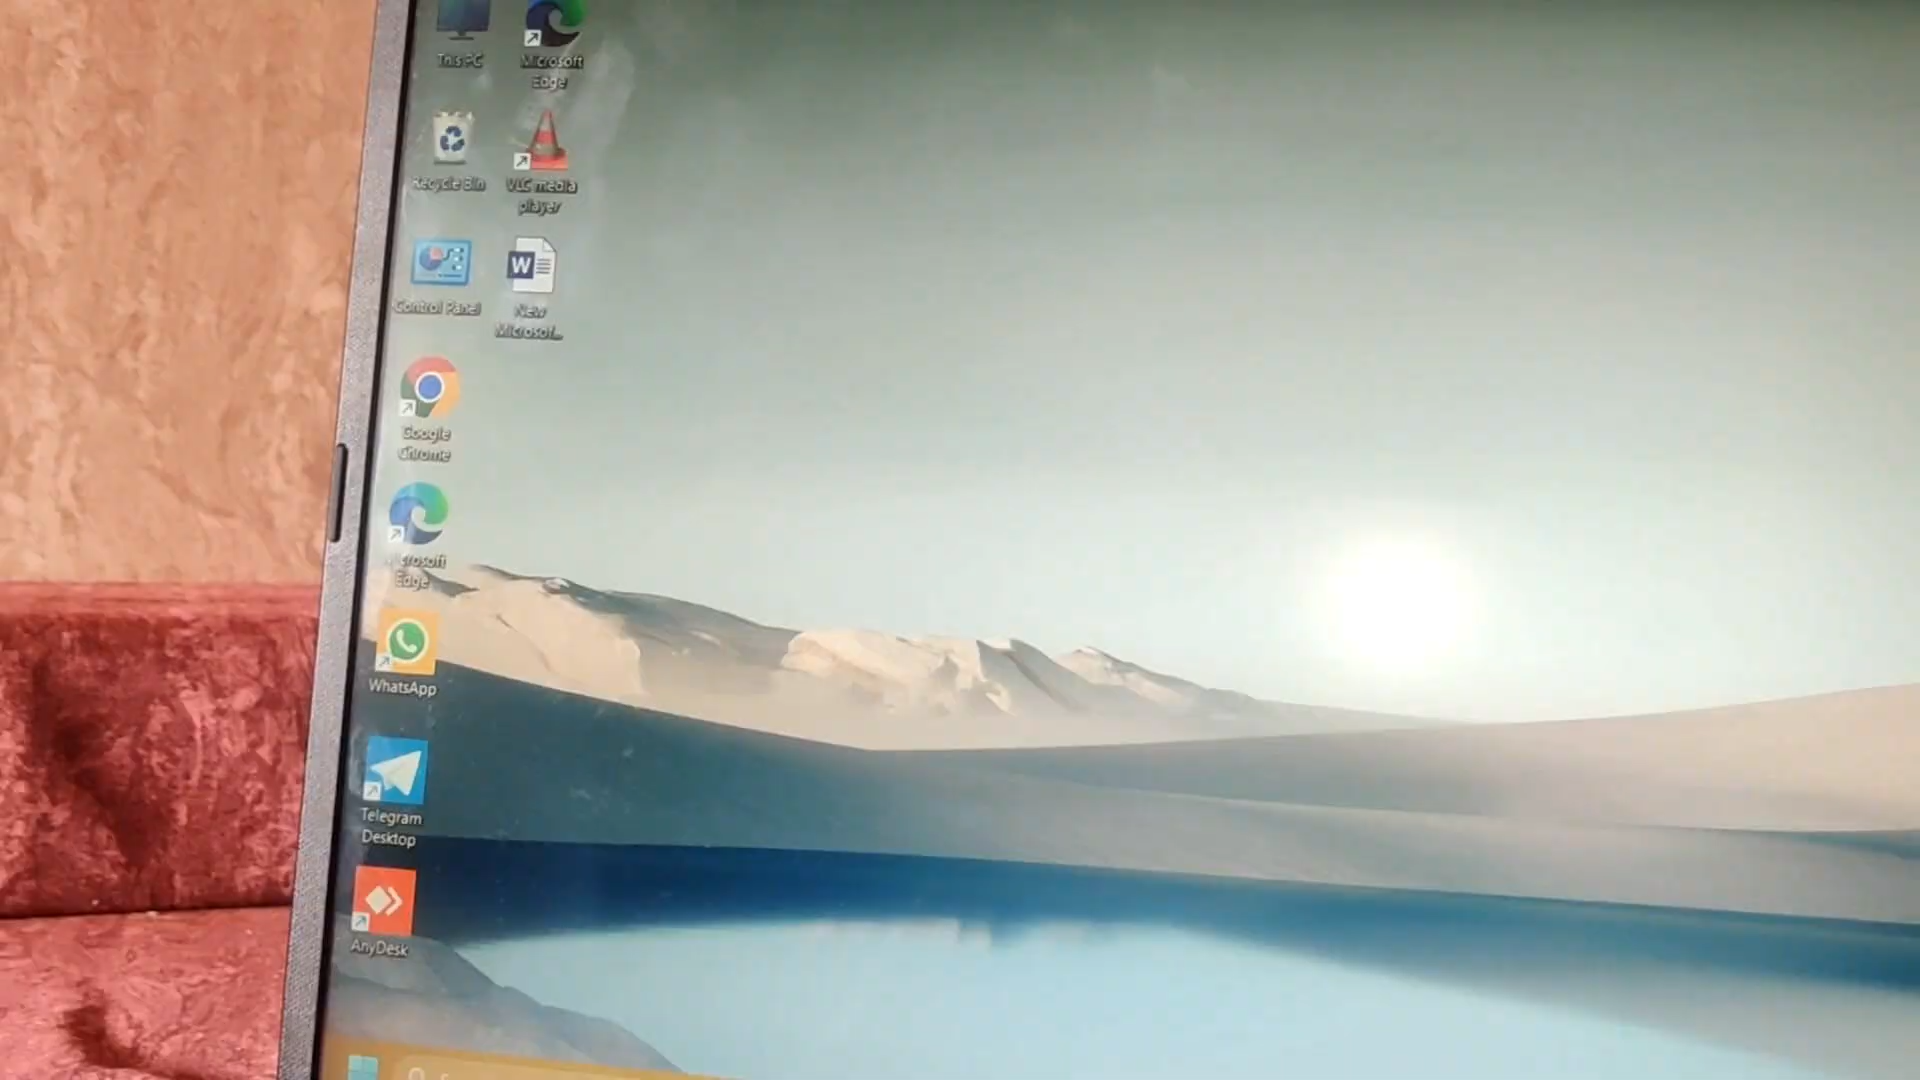 This PC
Microsoft
Edge
Recycle Bin
VLC media
player
Control Panel
New
Microsof...
Google
Chrome
crosoft
Edge
WhatsApp
Telegram
Desktop
AnyDesk
W